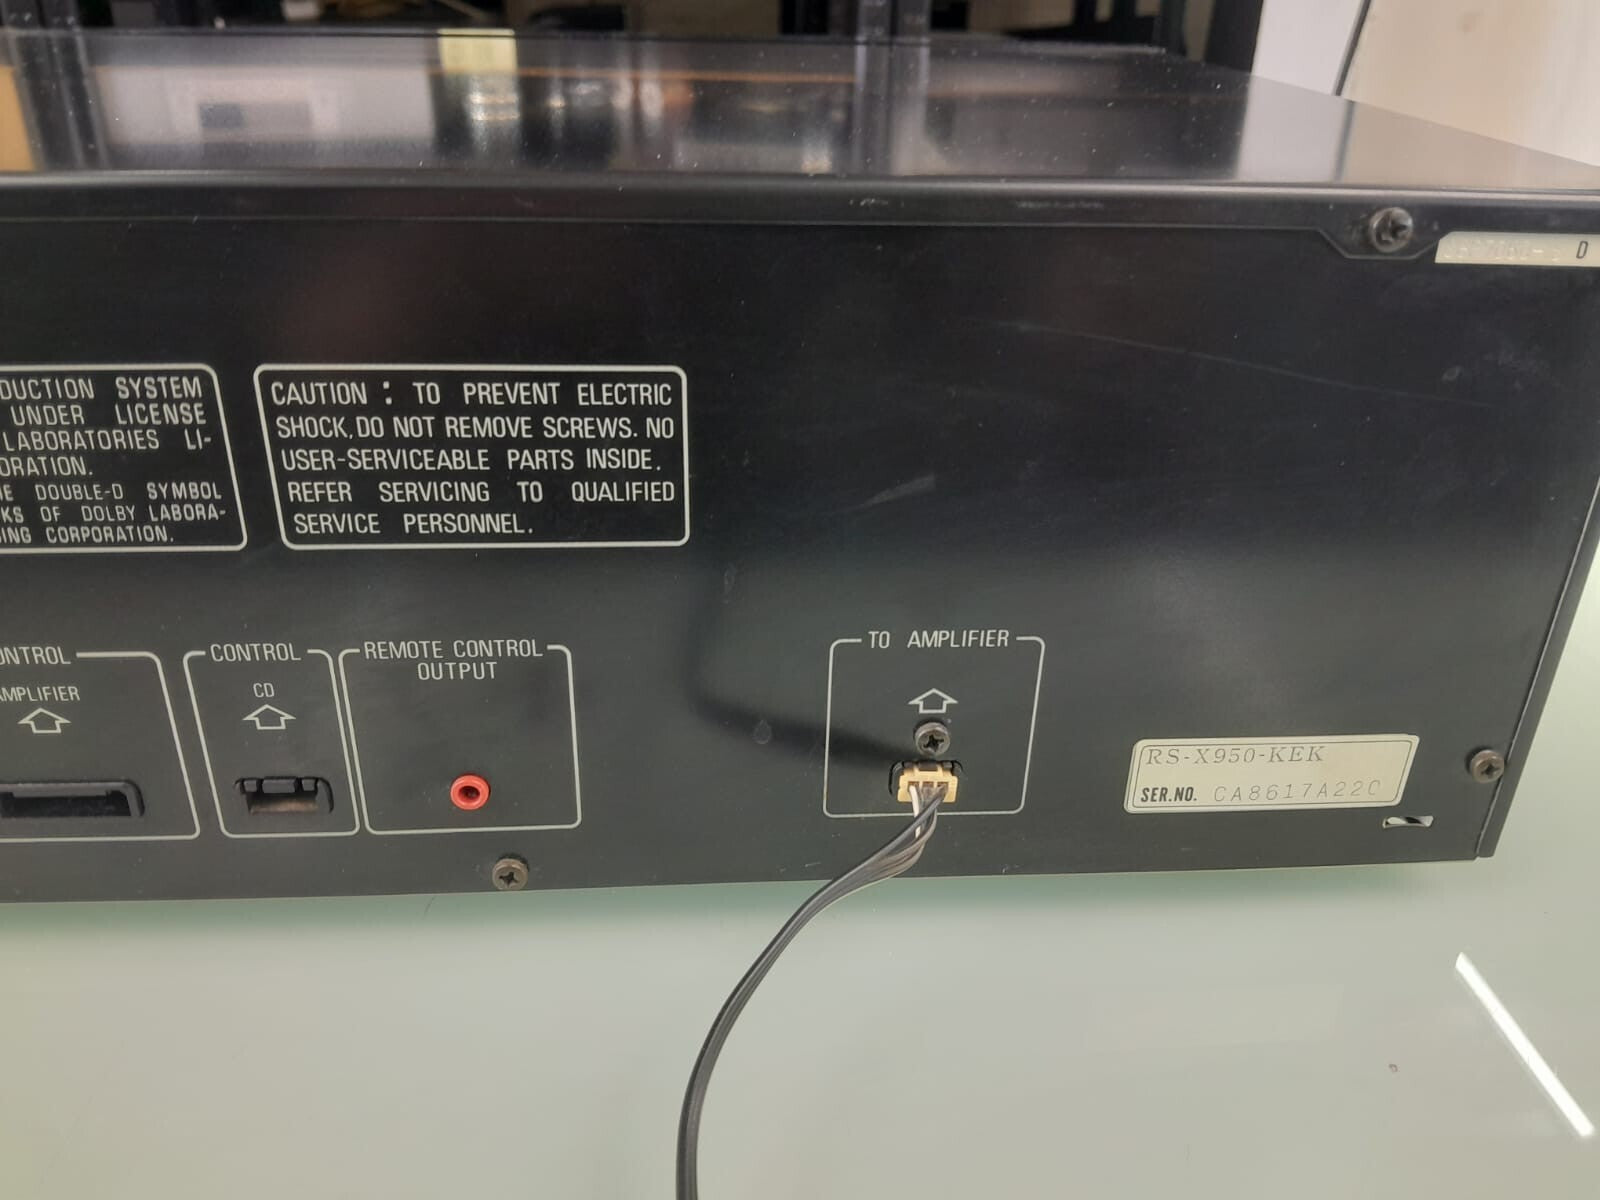 D
DUCTION SYSTEM
UNDER LICENSE
LABORATORIES LI-
ORATION.
E DOUBLE-D SYMBOL
KS OF DOLBY LABORA-
ING CORPORATION.
CAUTION : TO PREVENT ELECTRIC
SHOCK, DO NOT REMOVE SCREWS. NO
USER-SERVICEABLE PARTS INSIDE.
REFER SERVICING TO QUALIFIED
SERVICE PERSONNEL.
ONTROL
AMPLIFIER
CONTROL
CD
REMOTE CONTROL
OUTPUT
TO AMPLIFIER
RS-X950-KEK
SER.NO. CA8617A220